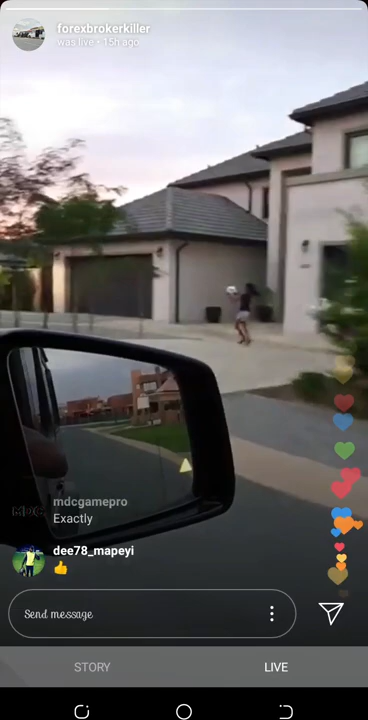 forexbrokerkiller
was live • 15h ago
mdcgamepro
Exactly
dee78_mapeyi
👍
Send message
STORY
LIVE